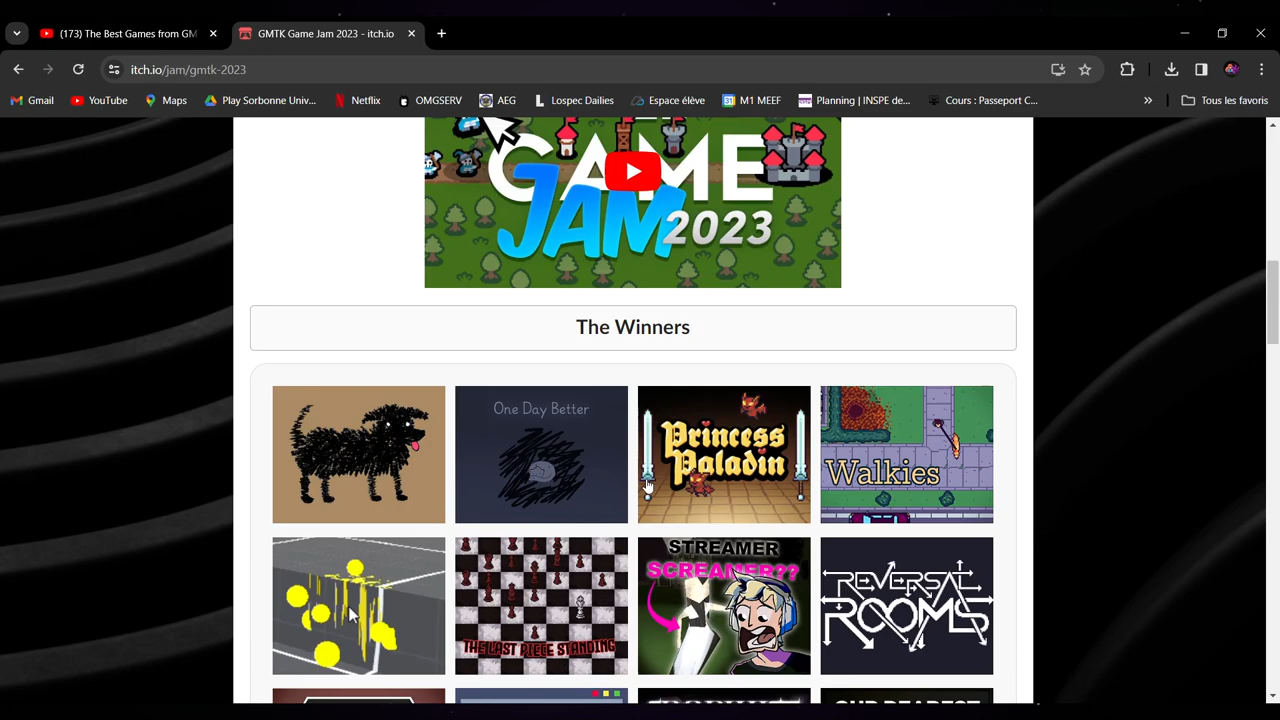 (173) The Best Games from GM
GMTK Game Jam 2023 - itch.io
itch.io/jam/gmtk-2023
Gmail
YouTube
Maps
Play Sorbonne Univ...
Netflix
OMGSERV
AEG
Lospec Dailies
Espace élève
M1 MEEF
Planning | INSPE de...
Cours : Passeport C...
»
Tous les favoris
GAME
JAM 2023
The Winners
One Day Better
Princess
Paladin
Walkies
THE LAST PIECE STANDING
STREAMER
SCREAMER??
REVERSAL
ROOMS